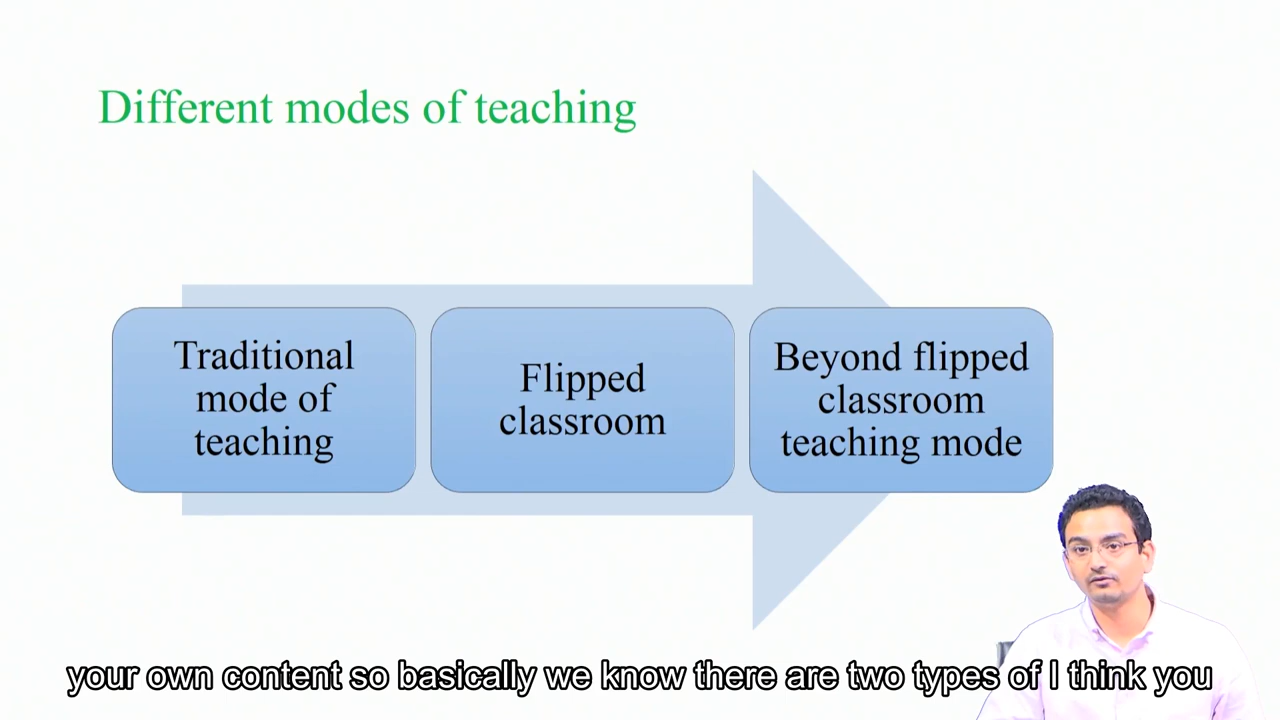 Different modes of teaching
Traditional
mode of
teaching
Flipped
classroom
Beyond flipped
classroom
teaching mode
your own content so basically we know there are two types of I think you